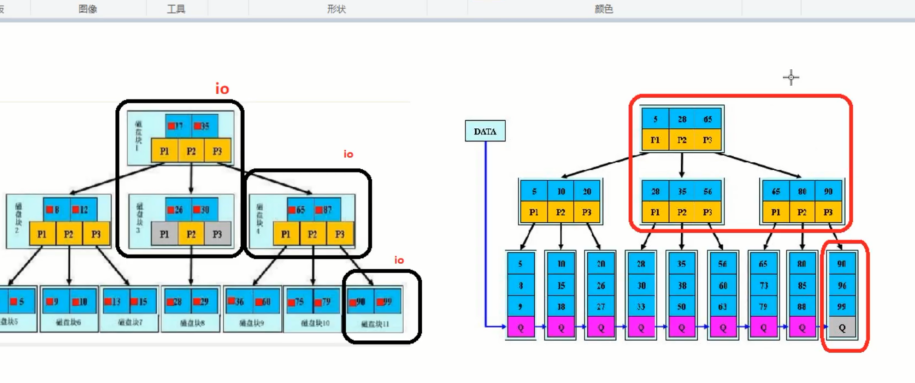 图像
工具
形状
颜色
io
磁盘块1
17 35
P1 P2 P3
io
磁盘块2
8 12
P1 P2 P3
磁盘块3
26 30
P1 P2 P3
磁盘块4
65 87
P1 P2 P3
io
5
9 10
13 15
28 29
36 60
75 79
90 99
磁盘块6
磁盘块7
磁盘块8
磁盘块9
磁盘块10
磁盘块11
DATA
5 28 65
P1 P2 P3
5 10 20
P1 P2 P3
28 35 56
P1 P2 P3
65 80 90
P1 P2 P3
5 8 9 Q
10 15 18 Q
20 26 27 Q
28 30 33 Q
35 38 50 Q
56 60 63 Q
65 73 79 Q
80 85 88 Q
90 96 99 Q